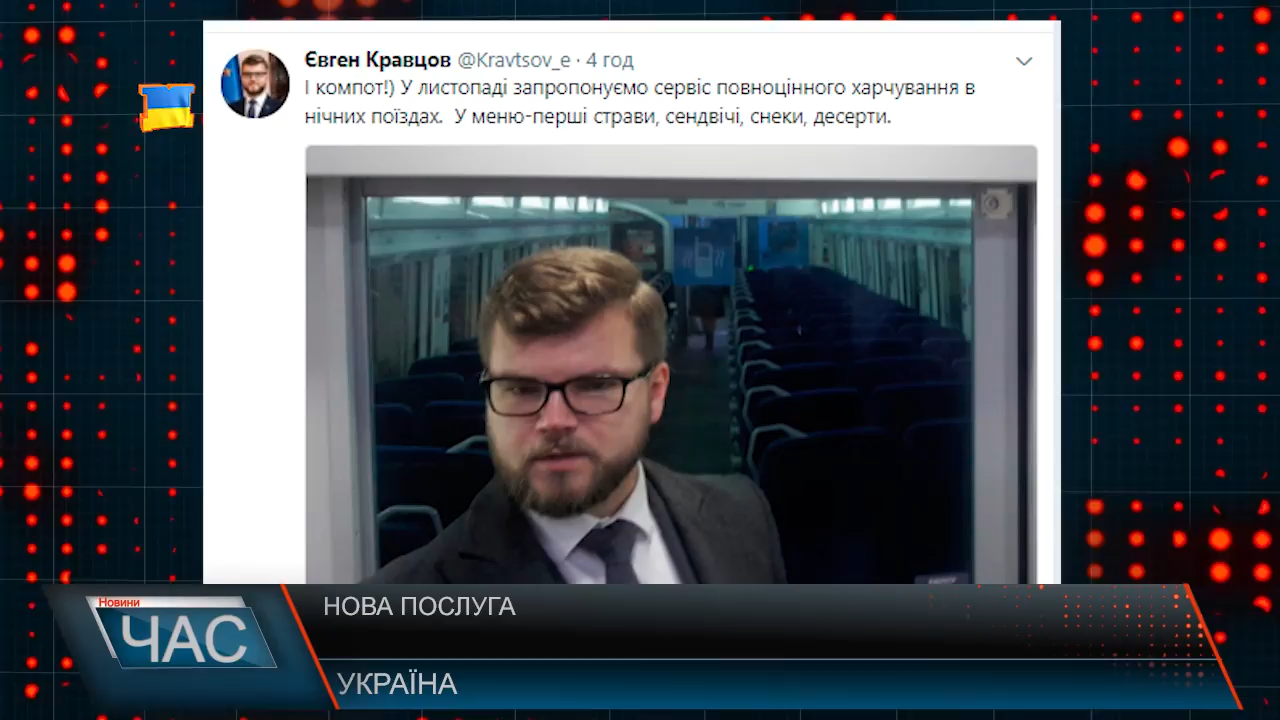 Євген Кравцов @Kravtsov_e · 4 год
І компот!) У листопаді запропонуємо сервіс повноцінного харчування в
нічних поїздах. У меню-перші страви, сендвічі, снеки, десерти.
Новини
ЧАС
НОВА ПОСЛУГА
УКРАЇНА